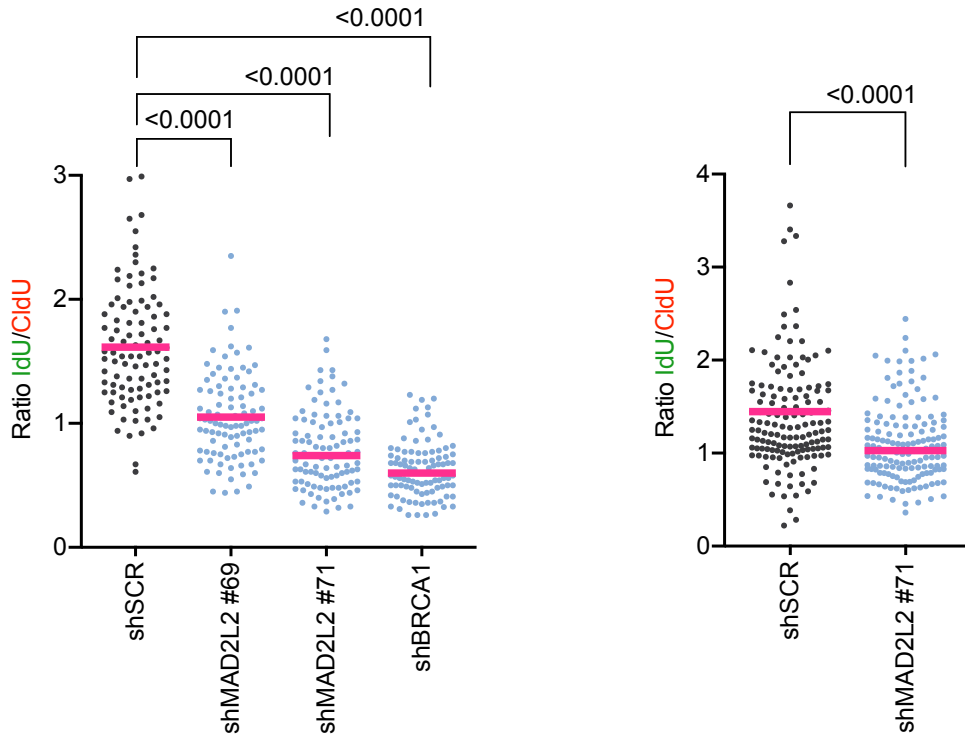 <0.0001
<0.0001
<0.0001
3
2
1
0
Ratio IdU/CldU
shSCR
shMAD2L2 #69
shMAD2L2 #71
shBRCA1
<0.0001
4
3
2
1
0
Ratio IdU/CldU
shSCR
shMAD2L2 #71